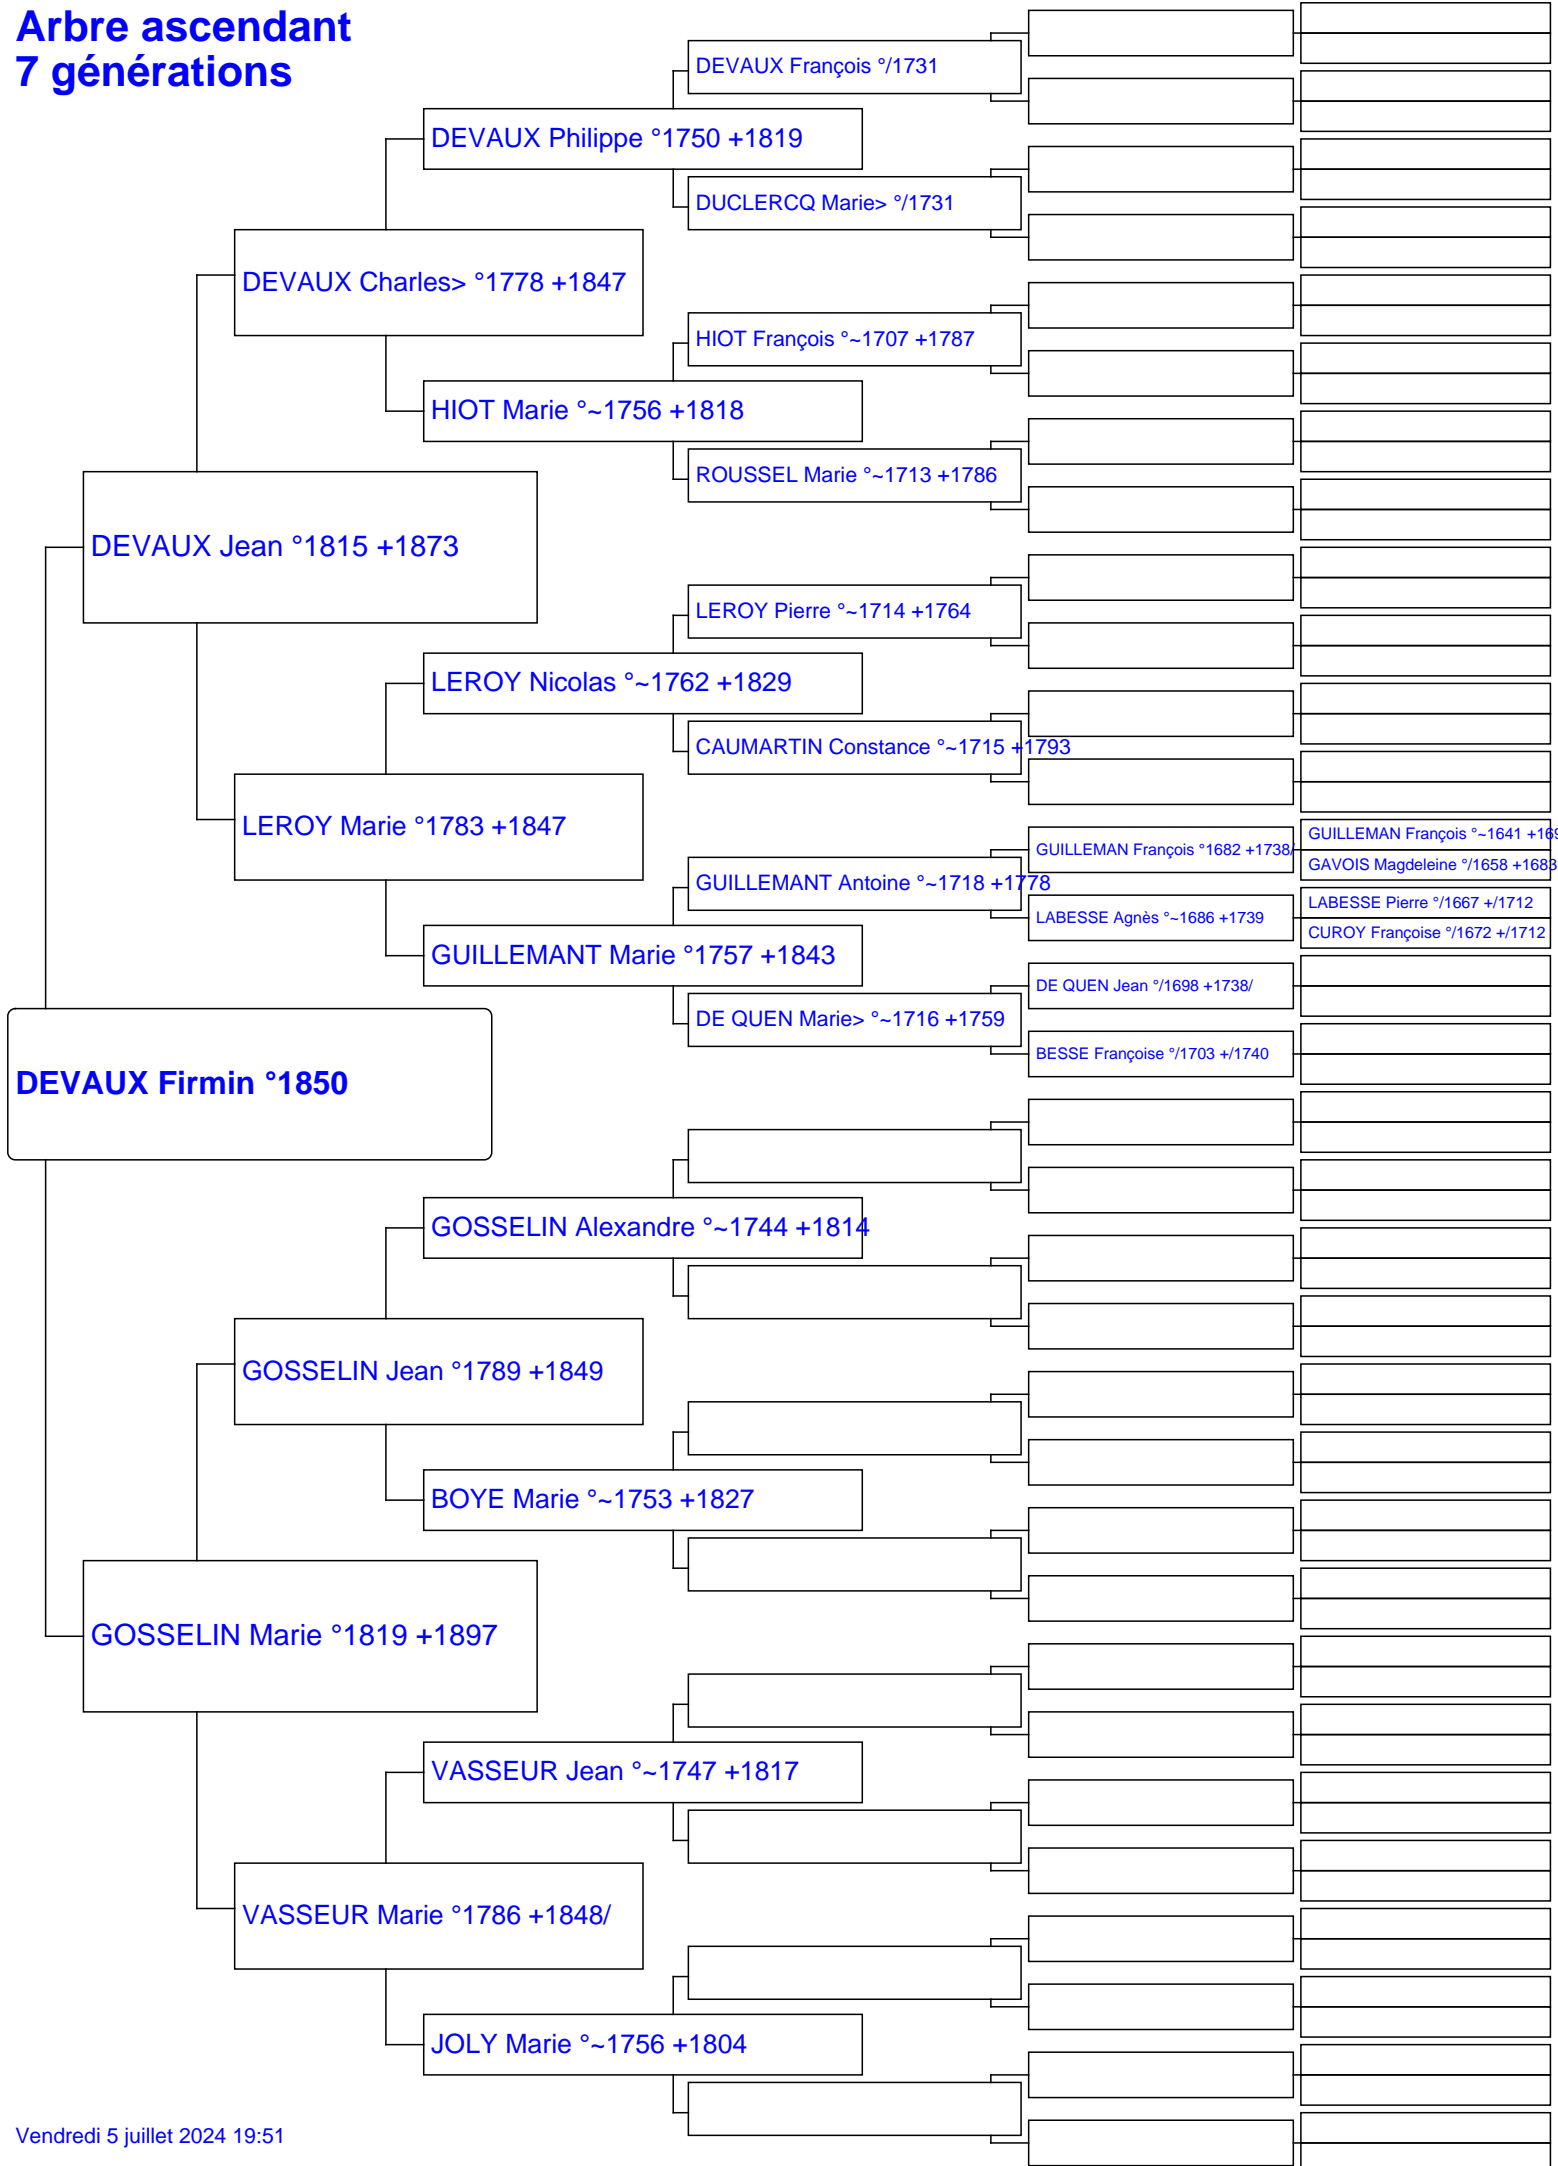 Arbre ascendant
7 générations
DEVAUX François °/1731
DEVAUX Philippe °1750 +1819
DUCLERCQ Marie> °/1731
DEVAUX Charles> °1778 +1847
HIOT François °~1707 +1787
HIOT Marie °~1756 +1818
ROUSSEL Marie °~1713 +1786
DEVAUX Jean °1815 +1873
LEROY Pierre °~1714 +1764
LEROY Nicolas °~1762 +1829
CAUMARTIN Constance °~1715 +1793
LEROY Marie °1783 +1847
GUILLEMAN François °~1641 +169
GUILLEMAN François °1682 +1738/
GAVOIS Magdeleine °/1658 +1683
GUILLEMANT Antoine °~1718 +1778
LABESSE Pierre °/1667 +/1712
LABESSE Agnès °~1686 +1739
CUROY Françoise °/1672 +/1712
GUILLEMANT Marie °1757 +1843
DE QUEN Jean °/1698 +1738/
DE QUEN Marie> °~1716 +1759
BESSE Françoise °/1703 +/1740
DEVAUX Firmin °1850
GOSSELIN Alexandre °~1744 +1814
GOSSELIN Jean °1789 +1849
BOYE Marie °~1753 +1827
GOSSELIN Marie °1819 +1897
VASSEUR Jean °~1747 +1817
VASSEUR Marie °1786 +1848/
JOLY Marie °~1756 +1804
Vendredi 5 juillet 2024 19:51